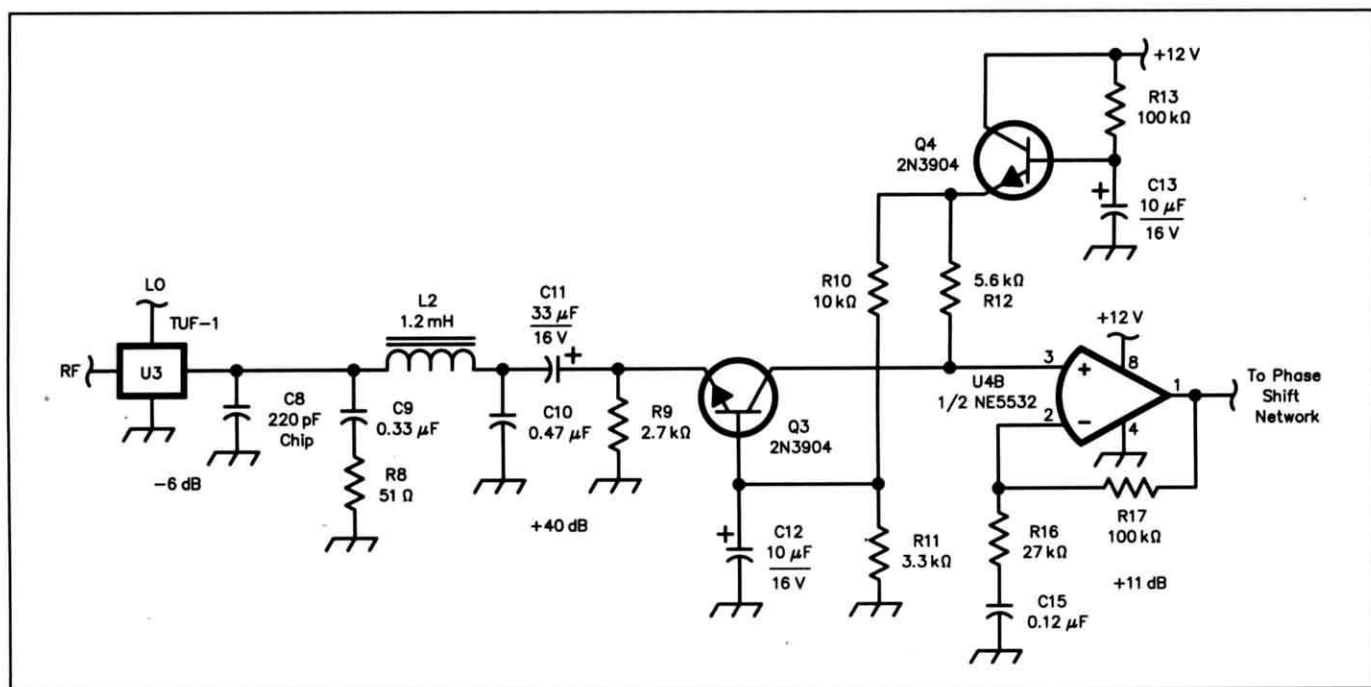 +12 V
R13
100 kΩ
Q4
2N3904
C13
+
10 µF
16 V
LO
TUF-1
RF
U3
C8
220 pF
Chip
-6 dB
C9
0.33 µF
R8
51 Ω
L2
1.2 mH
C11
33 µF
16 V
+
C10
0.47 µF
+40 dB
R9
2.7 kΩ
Q3
2N3904
R10
10 kΩ
5.6 kΩ
R12
+
C12
10 µF
16 V
R11
3.3 kΩ
+12 V
8
3
+
1
U4B
1/2 NE5532
2
-
4
To Phase
Shift
Network
R17
100 kΩ
R16
27 kΩ
+11 dB
C15
0.12 µF